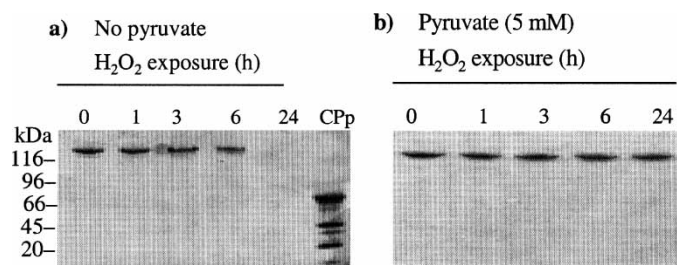 a) No pyruvate
H₂O₂ exposure (h)
0 1 3 6 24 CPp
kDa
116–
96–
66–
45–
20–
b) Pyruvate (5 mM)
H₂O₂ exposure (h)
0 1 3 6 24